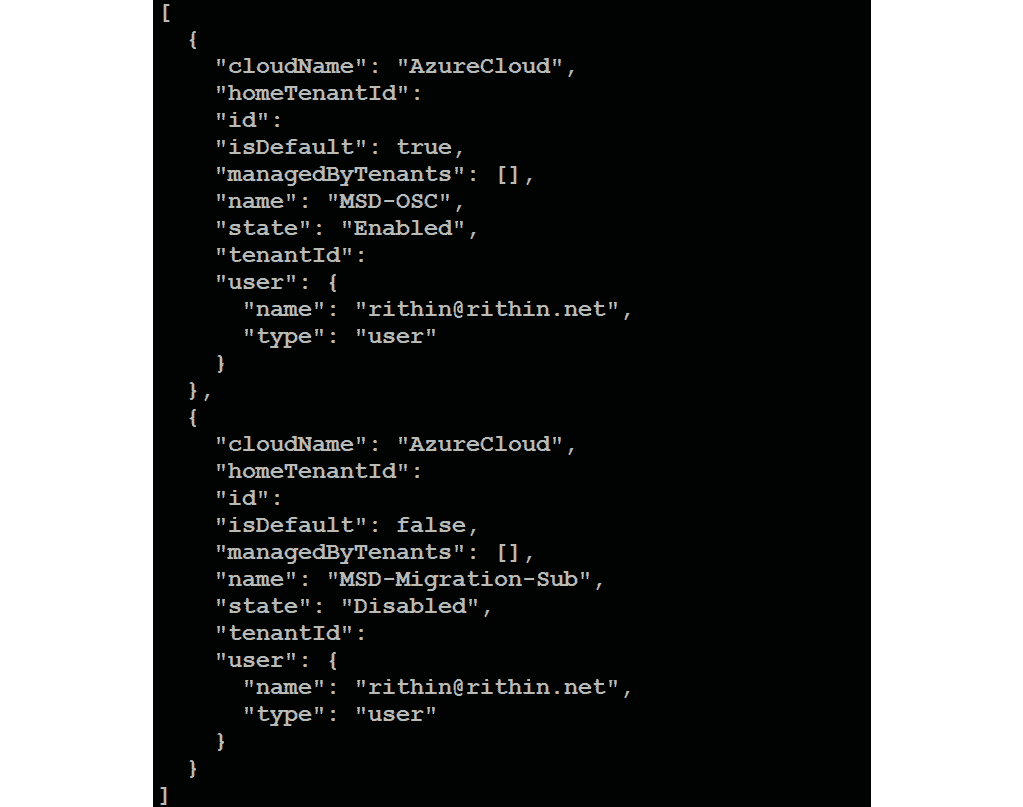 [
  {
    "cloudName": "AzureCloud",
    "homeTenantId":
    "id":
    "isDefault": true,
    "managedByTenants": [],
    "name": "MSD-OSC",
    "state": "Enabled",
    "tenantId":
    "user": {
      "name": "rithin@rithin.net",
      "type": "user"
    }
  },
  {
    "cloudName": "AzureCloud",
    "homeTenantId":
    "id":
    "isDefault": false,
    "managedByTenants": [],
    "name": "MSD-Migration-Sub",
    "state": "Disabled",
    "tenantId":
    "user": {
      "name": "rithin@rithin.net",
      "type": "user"
    }
  }
]